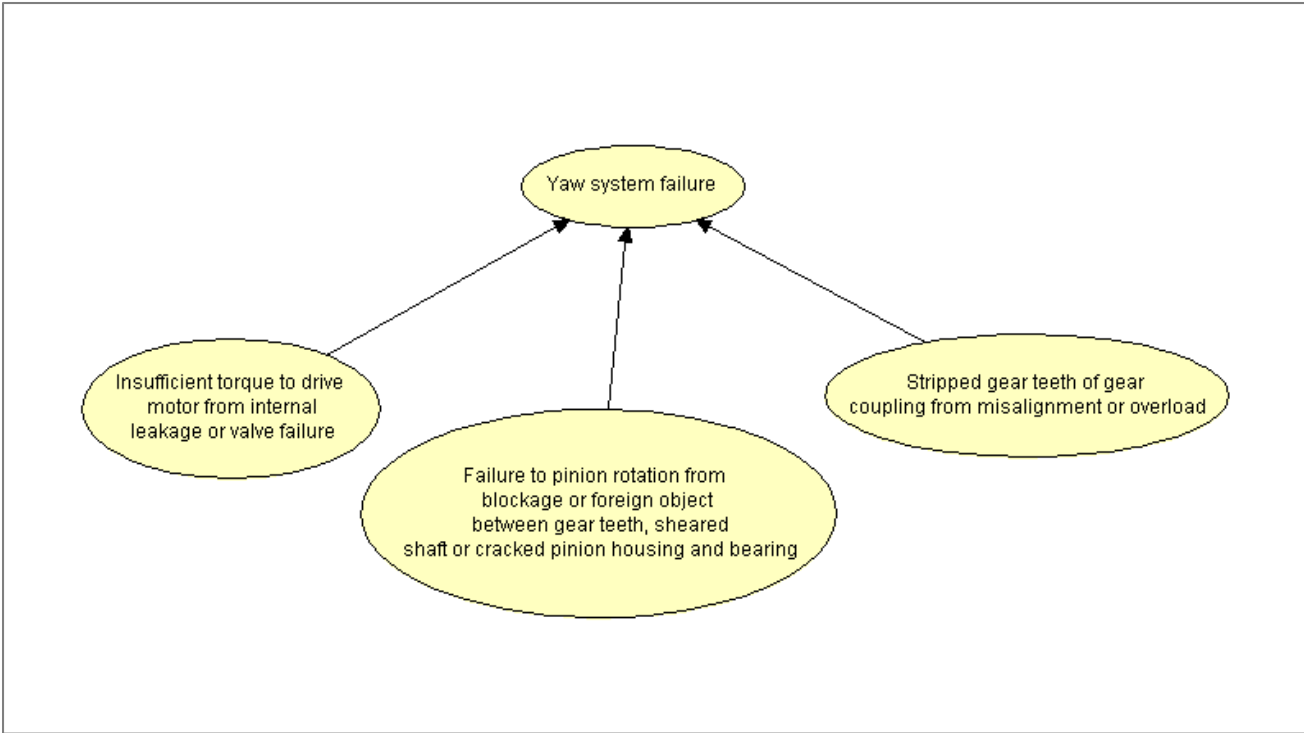 Yaw system failure
Insufficient torque to drive
motor from internal
leakage or valve failure
Failure to pinion rotation from
blockage or foreign object
between gear teeth, sheared
shaft or cracked pinion housing and bearing
Stripped gear teeth of gear
coupling from misalignment or overload